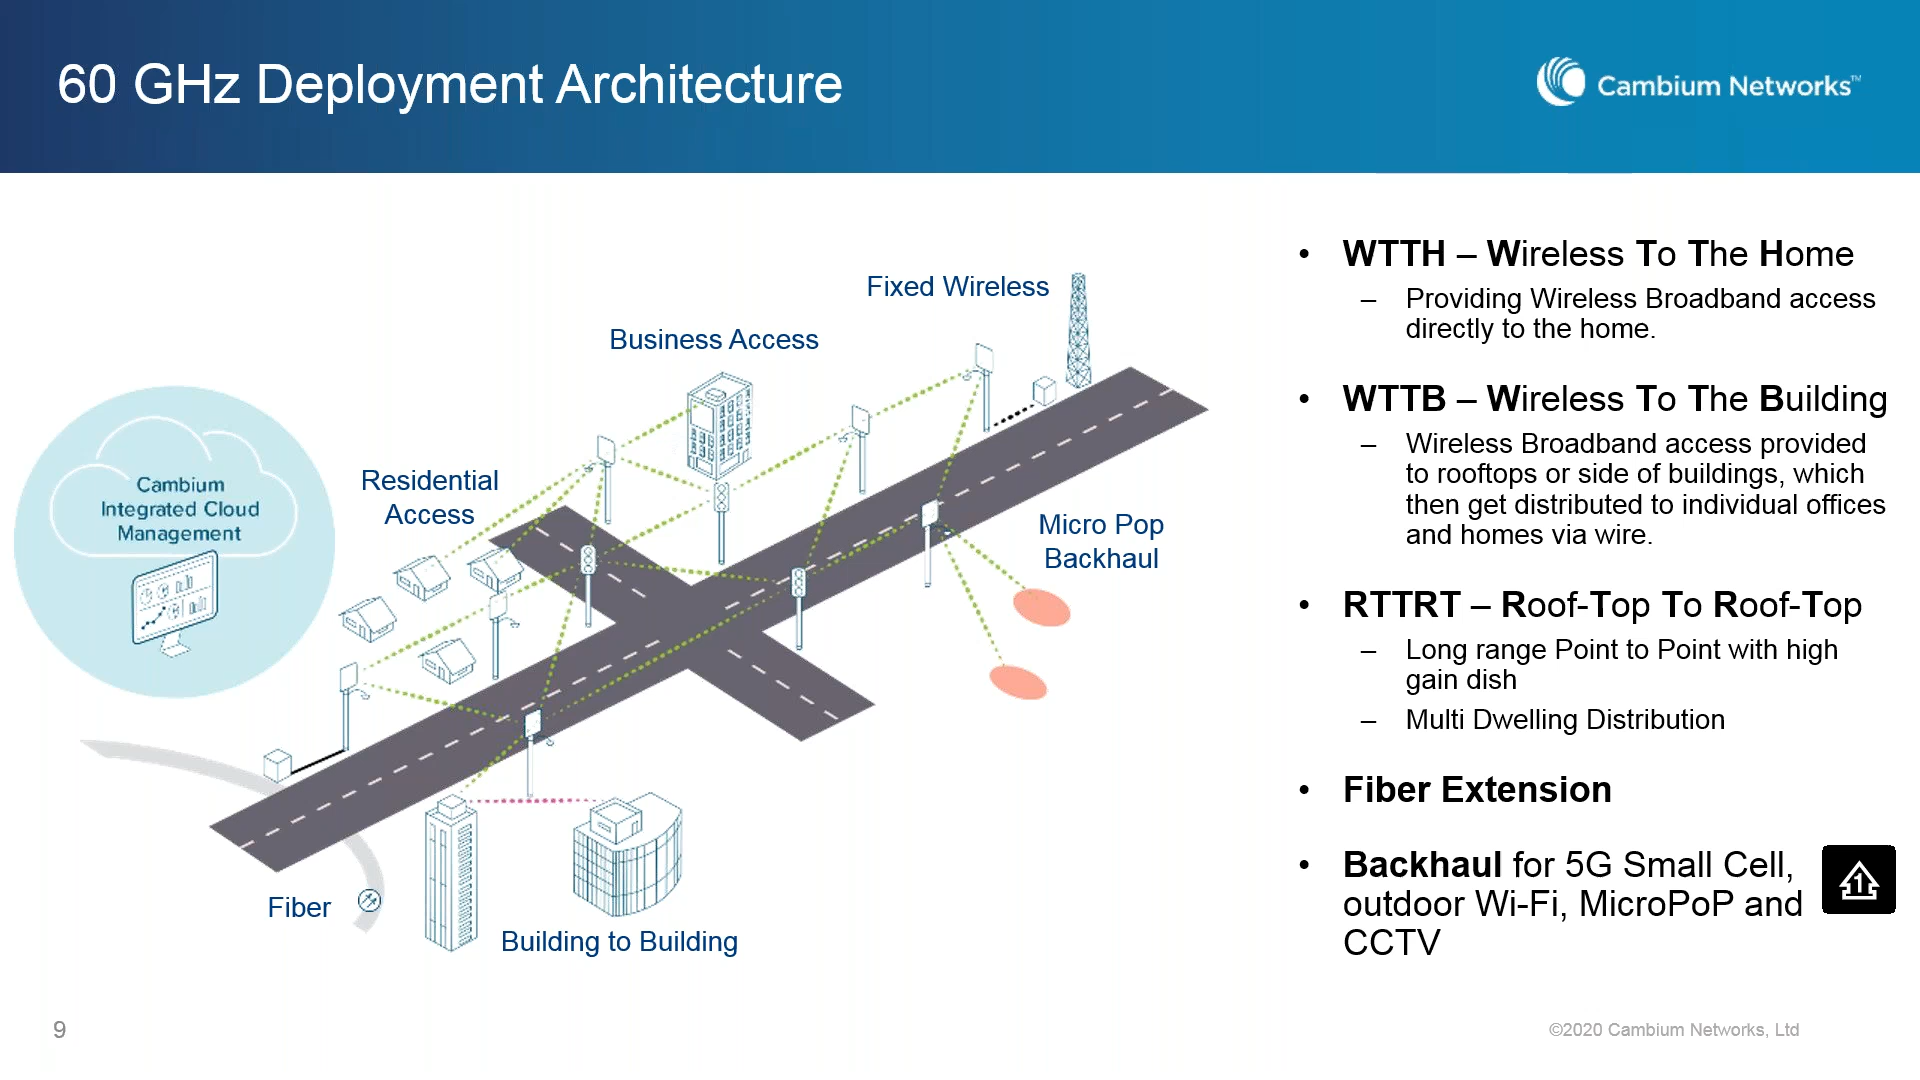 60 GHz Deployment Architecture
Cambium Networks™
Fixed Wireless
Business Access
Residential
Access
Cambium
Integrated Cloud
Management
Micro Pop
Backhaul
Fiber
Building to Building
• WTTH – Wireless To The Home
– Providing Wireless Broadband access
directly to the home.
• WTTB – Wireless To The Building
– Wireless Broadband access provided
to rooftops or side of buildings, which
then get distributed to individual offices
and homes via wire.
• RTTRT – Roof-Top To Roof-Top
– Long range Point to Point with high
gain dish
– Multi Dwelling Distribution
• Fiber Extension
• Backhaul for 5G Small Cell,
outdoor Wi-Fi, MicroPoP and
CCTV
1
9
©2020 Cambium Networks, Ltd